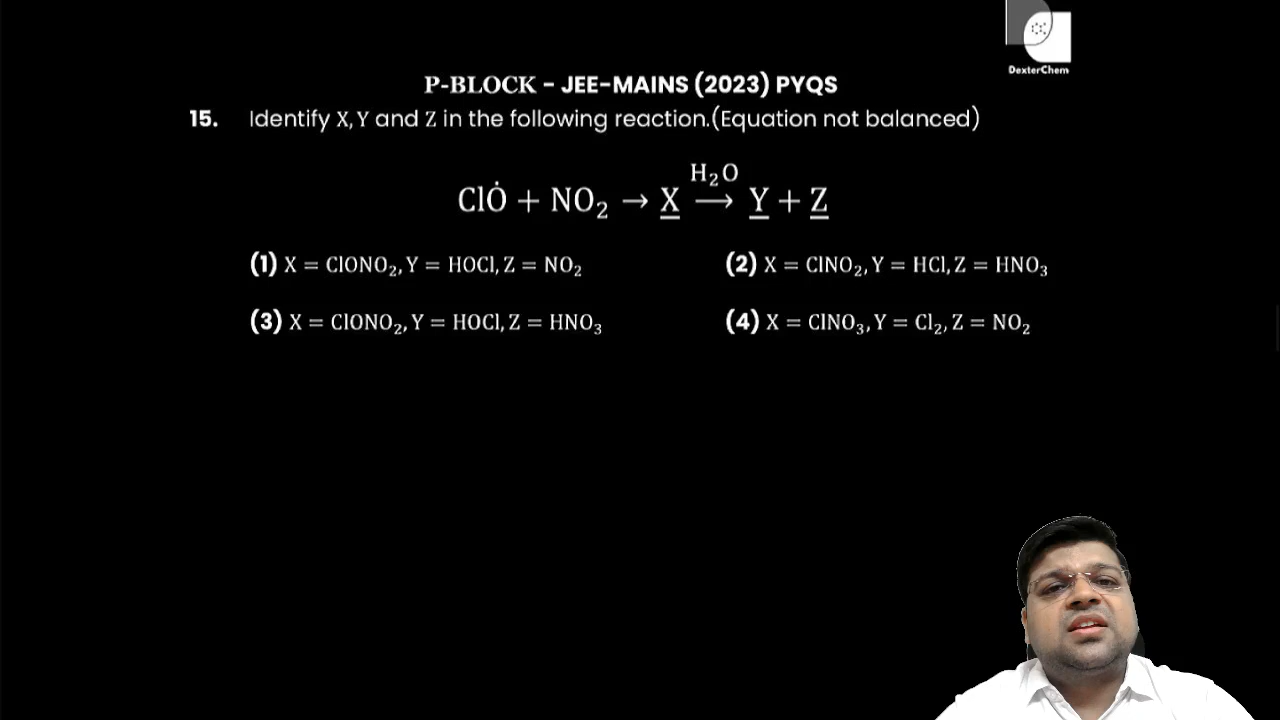 DexterChem
P-BLOCK - JEE-MAINS (2023) PYQS
15. Identify X, Y and Z in the following reaction.(Equation not balanced)
ClȮ + NO₂ → X H₂O⟶ Y + Z
(1) X = ClONO₂, Y = HOCl, Z = NO₂ (2) X = ClNO₂, Y = HCl, Z = HNO₃
(3) X = ClONO₂, Y = HOCl, Z = HNO₃ (4) X = ClNO₃, Y = Cl₂, Z = NO₂